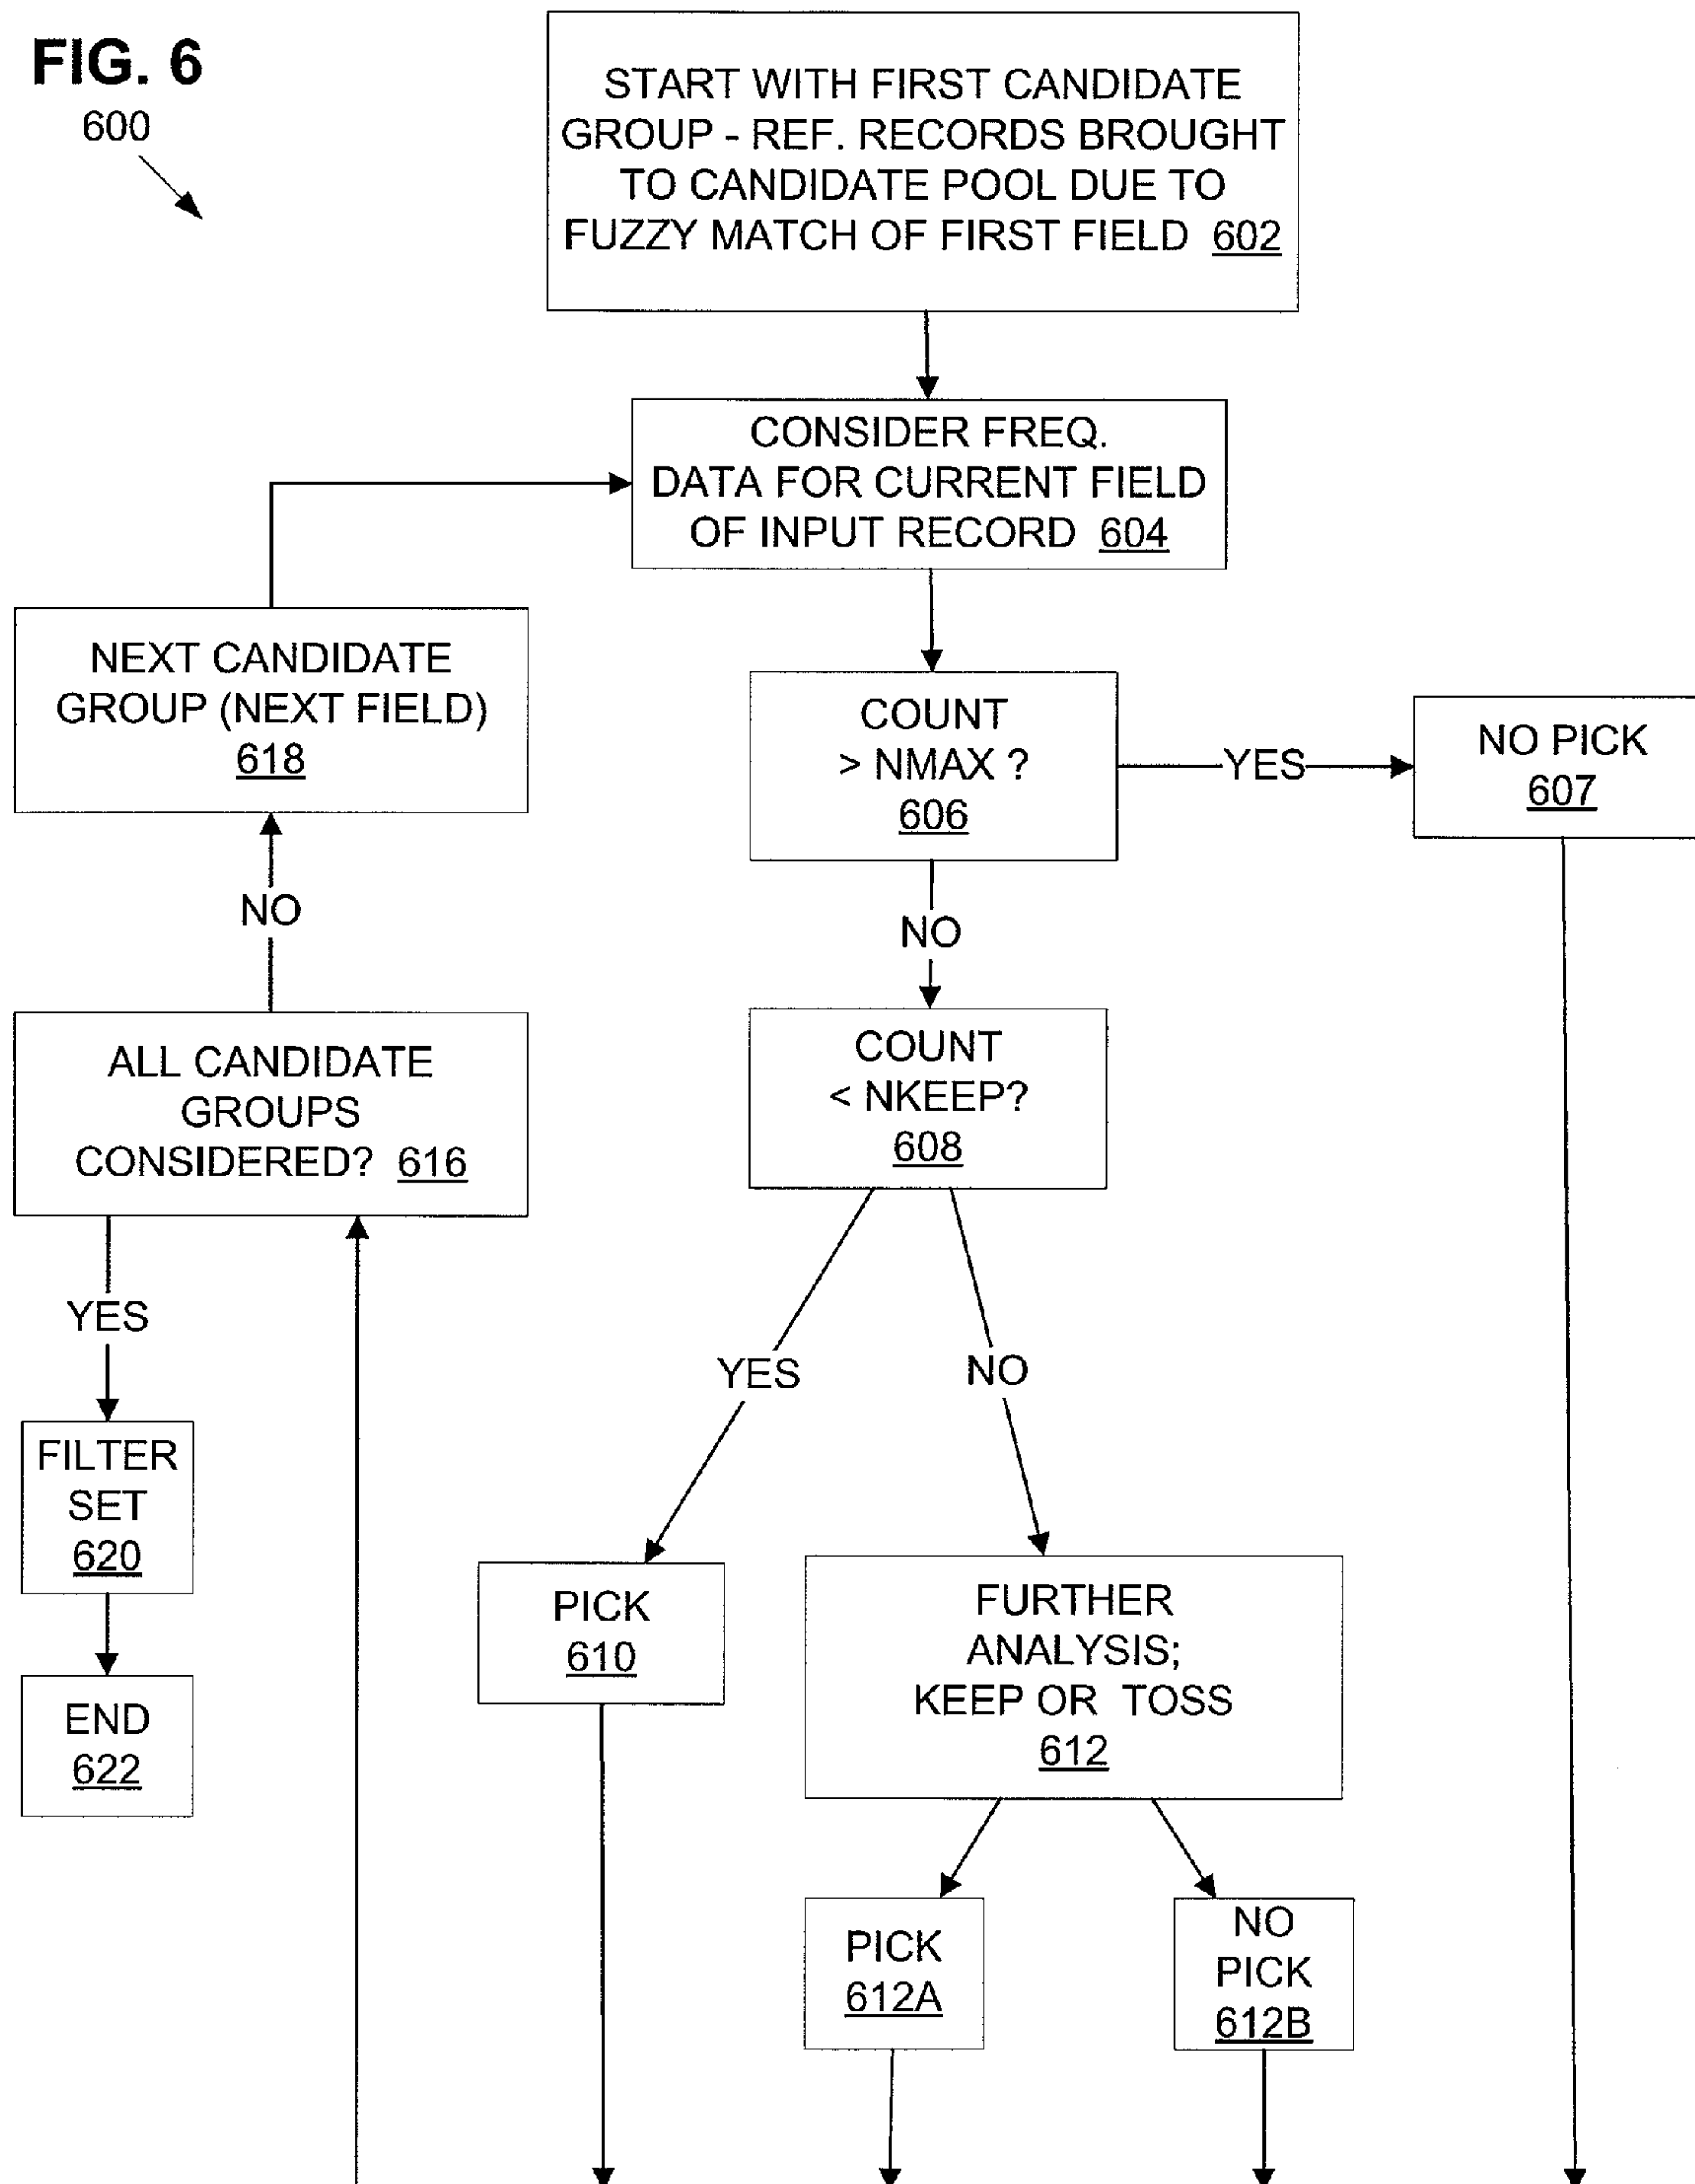 FIG. 6
600
START WITH FIRST CANDIDATE
GROUP - REF. RECORDS BROUGHT
TO CANDIDATE POOL DUE TO
FUZZY MATCH OF FIRST FIELD 602
CONSIDER FREQ.
DATA FOR CURRENT FIELD
OF INPUT RECORD 604
NEXT CANDIDATE
GROUP (NEXT FIELD)
618
COUNT
> NMAX ?
606
YES
NO PICK
607
NO
NO
COUNT
< NKEEP?
608
ALL CANDIDATE
GROUPS
CONSIDERED? 616
YES
YES
NO
FILTER
SET
620
PICK
610
FURTHER
ANALYSIS;
KEEP OR TOSS
612
END
622
PICK
612A
NO
PICK
612B